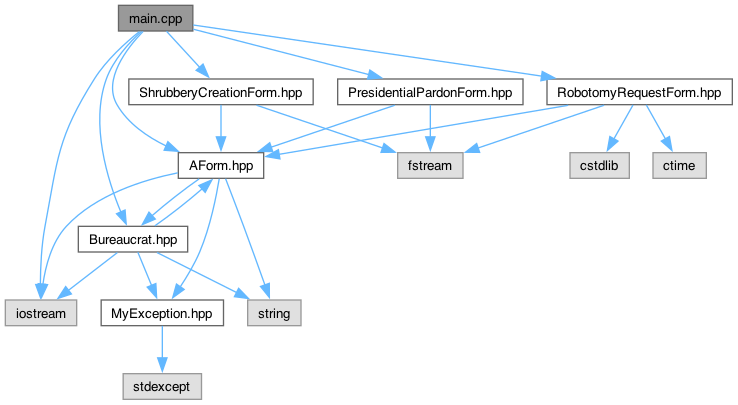 main.cpp
ShrubberyCreationForm.hpp
PresidentialPardonForm.hpp
RobotomyRequestForm.hpp
AForm.hpp
fstream
cstdlib
ctime
Bureaucrat.hpp
iostream
MyException.hpp
string
stdexcept